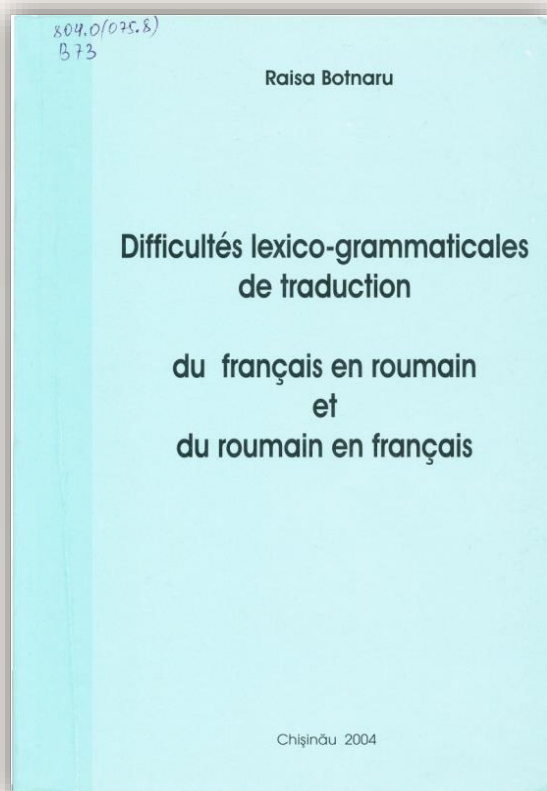 804.0(075.8)
B73
Raisa Botnaru
Difficultés lexico-grammaticales
de traduction
du français en roumain
et
du roumain en français
Chişinău 2004